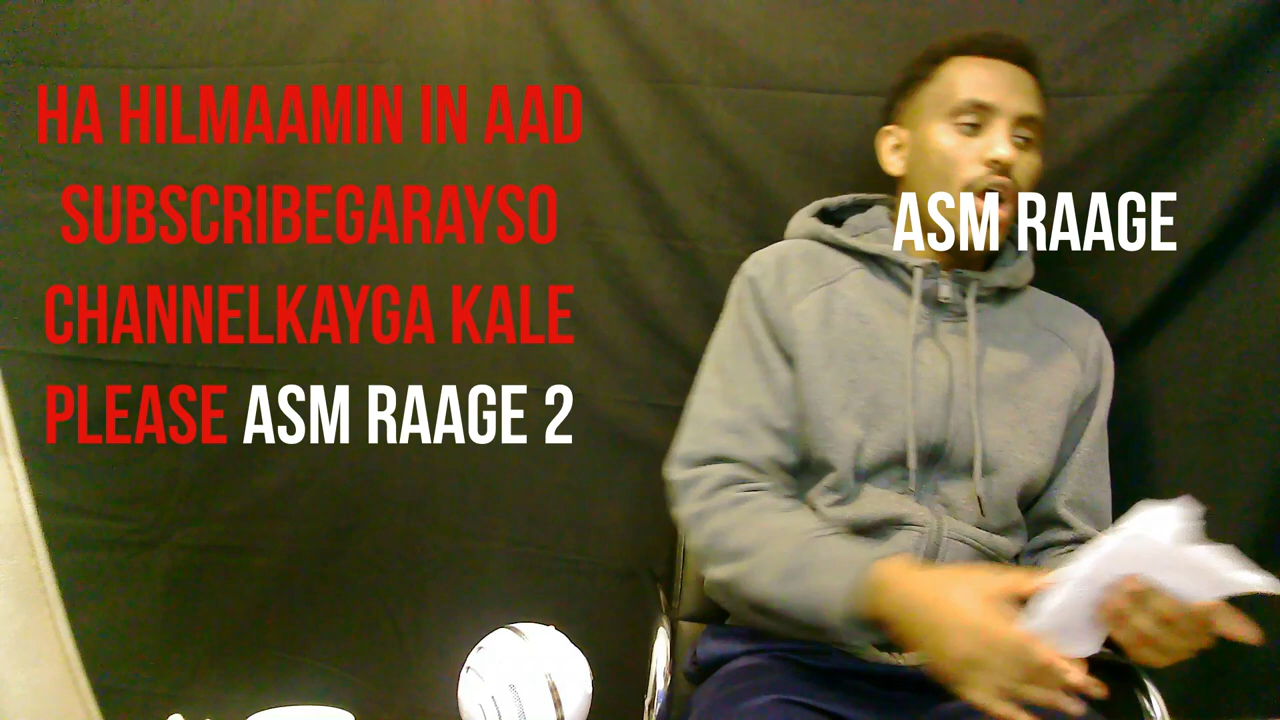 HA HILMAAMIN IN AAD
SUBSCRIBEGARAYSO
CHANNELKAYGA KALE
PLEASE ASM RAAGE 2
ASM RAAGE